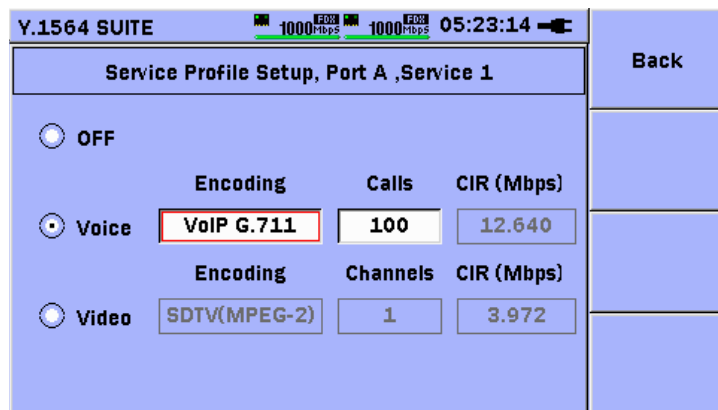 Y.1564 SUITE 1000 FDX Mbps 1000 FDX Mbps 05:23:14
Back
Service Profile Setup, Port A ,Service 1
OFF
Encoding Calls CIR (Mbps)
Voice VoIP G.711 100 12.640
Encoding Channels CIR (Mbps)
Video SDTV(MPEG-2) 1 3.972